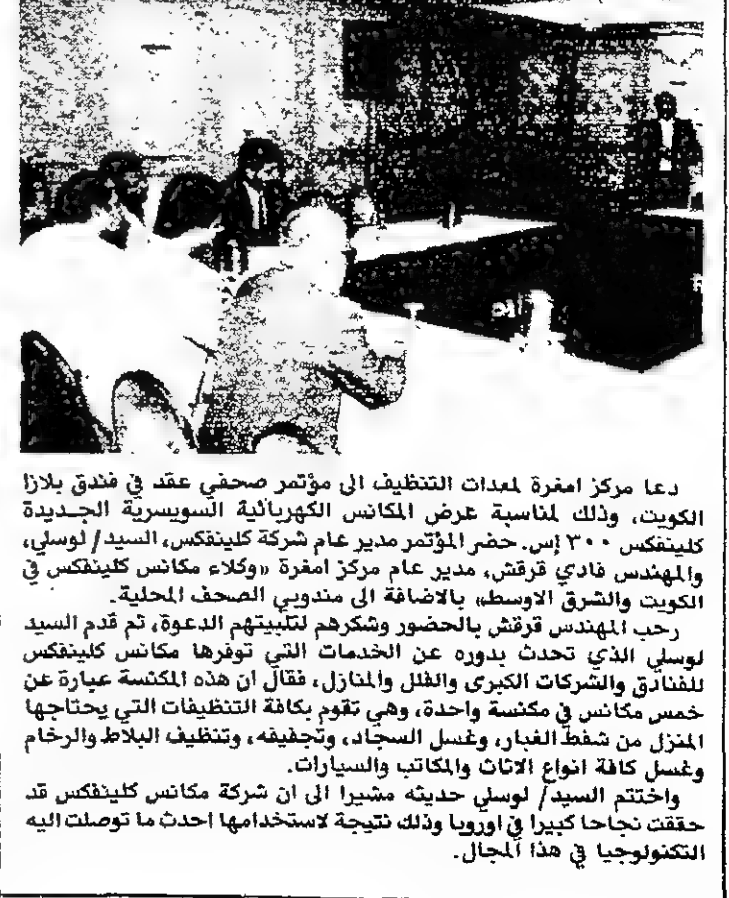 دعا مركز امغرة لمعدات التنظيف الى مؤتمر صحفي عقد في فندق بلازا
الكويت، وذلك لمناسبة عرض المكانس الكهربائية السويسرية الجديدة
كلينفكس ٣٠٠ إس. حضر المؤتمر مدير عام شركة كلينفكس، السيد/ لوسلي،
والمهندس فادي قرقش، مدير عام مركز امغرة «وكلاء مكانس كلينفكس في
الكويت والشرق الاوسط» بالاضافة الى مندوبي الصحف المحلية.
رحب المهندس قرقش بالحضور وشكرهم لتلبيتهم الدعوة، ثم قدم السيد
لوسلي الذي تحدث بدوره عن الخدمات التي توفرها مكانس كلينفكس
للفنادق والشركات الكبرى والفلل والمنازل، فقال ان هذه المكنسة عبارة عن
خمس مكانس في مكنسة واحدة، وهي تقوم بكافة التنظيفات التي يحتاجها
المنزل من شفط الغبار، وغسل السجاد، وتجفيفه، وتنظيف البلاط والرخام
وغسل كافة انواع الاثاث والمكاتب والسيارات.
واختتم السيد/ لوسلي حديثه مشيرا الى ان شركة مكانس كلينفكس قد
حققت نجاحا كبيرا في اوروبا وذلك نتيجة لاستخدامها احدث ما توصلت اليه
التكنولوجيا في هذا المجال.